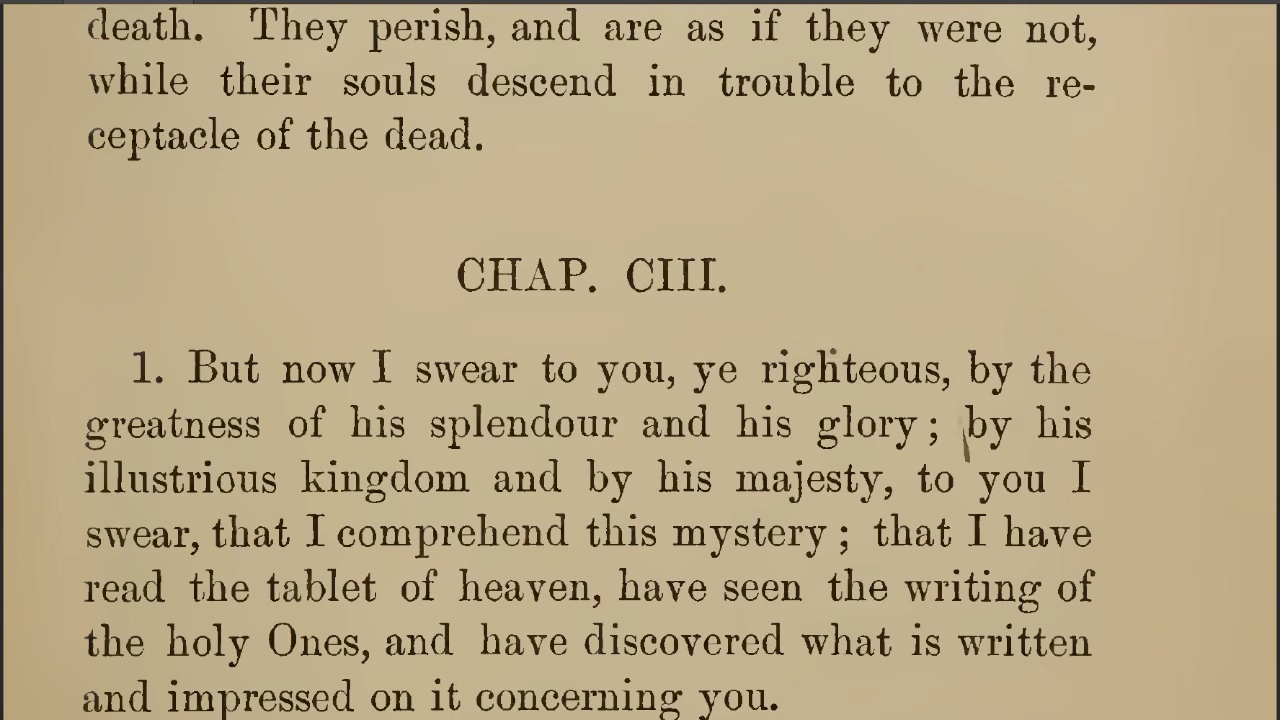 death. They perish, and are as if they were not,
while their souls descend in trouble to the re-
ceptacle of the dead.
CHAP. CIII.
1. But now I swear to you, ye righteous, by the
greatness of his splendour and his glory; by his
illustrious kingdom and by his majesty, to you I
swear, that I comprehend this mystery; that I have
read the tablet of heaven, have seen the writing of
the holy Ones, and have discovered what is written
and impressed on it concerning you.